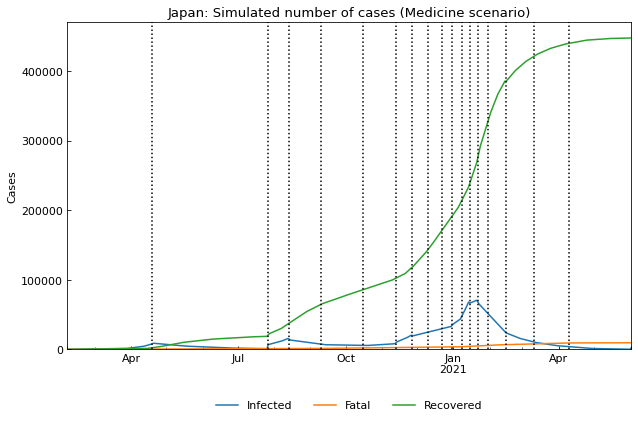 Japan: Simulated number of cases (Medicine scenario)
Cases
400000
300000
200000
100000
0
Apr Jul Oct Jan Apr
2021
Infected Fatal Recovered